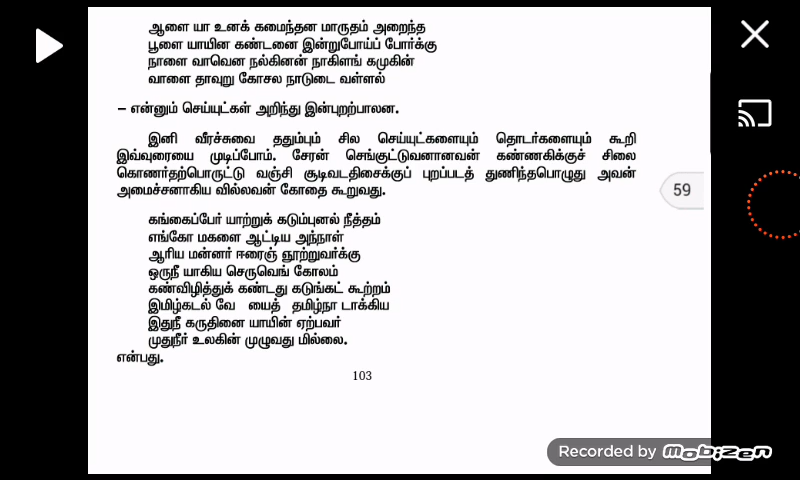 ஆளை யா உனக் கமைந்தன மாருதம் அறைந்த
பூளை யாயின கண்டனை இன்றுபோய்ப் போர்க்கு
நாளை வாவென நல்கினன் நாகிளங் கமுகின்
வாளை தாவுறு கோசல நாடுடை வள்ளல்
– என்னும் செய்யுட்கள் அறிந்து இன்புறற்பாலன.
இனி வீரச்சுவை ததும்பும் சில செய்யுட்களையும் தொடர்களையும் கூறி
இவ்வுரையை முடிப்போம். சேரன் செங்குட்டுவனானவன் கண்ணகிக்குச் சிலை
கொணர்தற்பொருட்டு வஞ்சி சூடிவடதிசைக்குப் புறப்படத் துணிந்தபொழுது அவன்
அமைச்சனாகிய வில்லவன் கோதை கூறுவது.
59
கங்கைப்பேர் யாற்றுக் கடும்புனல் நீத்தம்
எங்கோ மகளை ஆட்டிய அந்நாள்
ஆரிய மன்னர் ஈரைஞ் ஞூற்றுவர்க்கு
ஒருநீ யாகிய செருவெங் கோலம்
கண்விழித்துக் கண்டது கடுங்கட் கூற்றம்
இமிழ்கடல் வே யைத் தமிழ்நா டாக்கிய
இதுநீ கருதினை யாயின் ஏற்பவர்
முதுநீர் உலகின் முழுவது மில்லை.
என்பது.
103
Recorded by mobizen